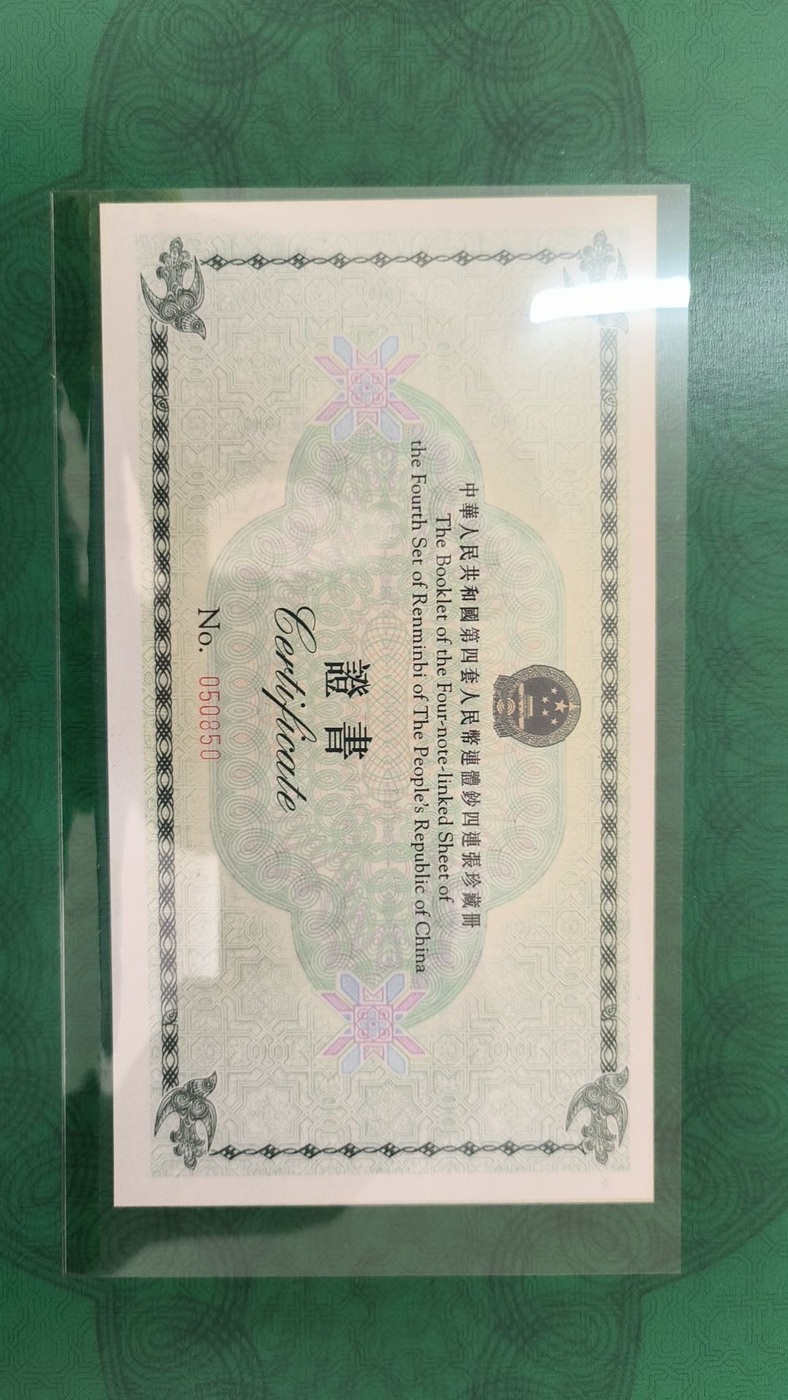 中華人民共和國第四套人民幣連體鈔四連張珍藏冊
The Booklet of the Four-note-linked Sheet of
the Fourth Set of Renminbi of The People's Republic of China
證書
Certificate
No. 050850